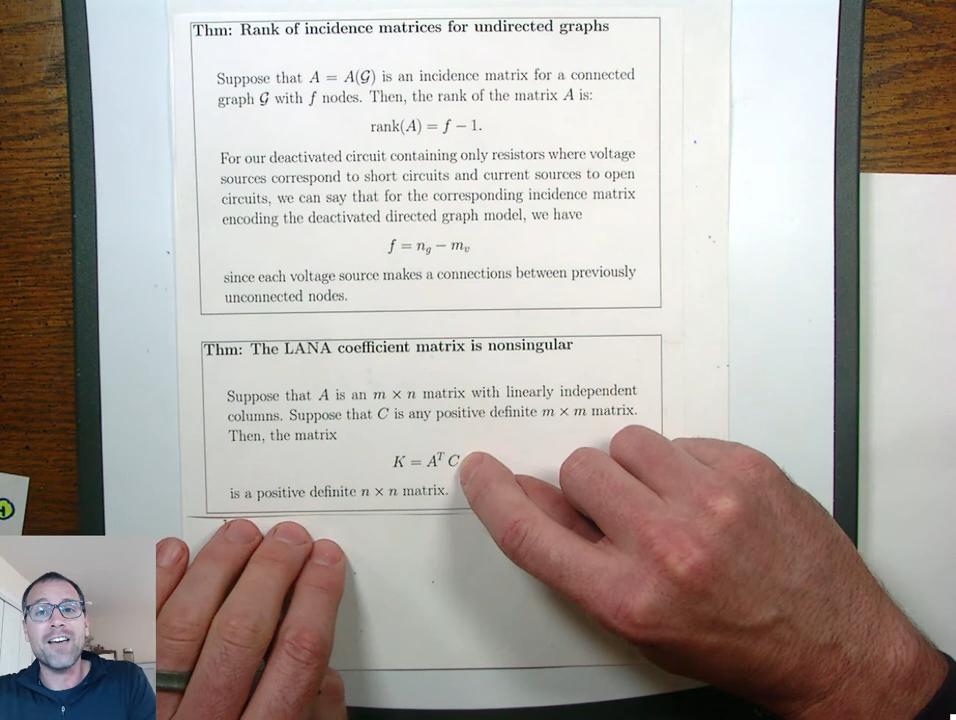 Thm: Rank of incidence matrices for undirected graphs
Suppose that A = A(𝒢) is an incidence matrix for a connected
graph 𝒢 with f nodes. Then, the rank of the matrix A is:
rank(A) = f − 1.
For our deactivated circuit containing only resistors where voltage
sources correspond to short circuits and current sources to open
circuits, we can say that for the corresponding incidence matrix
encoding the deactivated directed graph model, we have
f = n_g − m_v
since each voltage source makes a connections between previously
unconnected nodes.
Thm: The LANA coefficient matrix is nonsingular
Suppose that A is an m × n matrix with linearly independent
columns. Suppose that C is any positive definite m × m matrix.
Then, the matrix
K = Aᵀ C
is a positive definite n × n matrix.